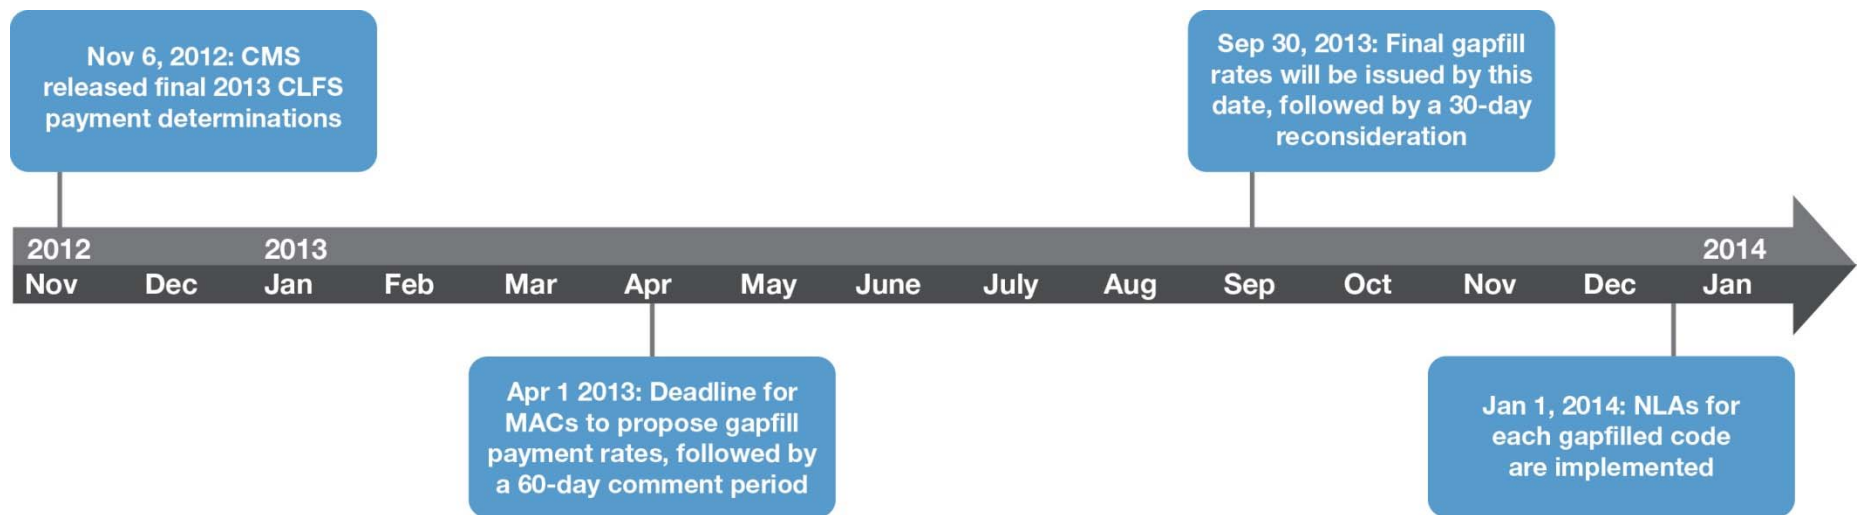 Nov 6, 2012: CMS
released final 2013 CLFS
payment determinations
Sep 30, 2013: Final gapfill
rates will be issued by this
date, followed by a 30-day
reconsideration
2012 2013 2014
Nov Dec Jan Feb Mar Apr May June July Aug Sep Oct Nov Dec Jan
Apr 1 2013: Deadline for
MACs to propose gapfill
payment rates, followed by
a 60-day comment period
Jan 1, 2014: NLAs for
each gapfilled code
are implemented